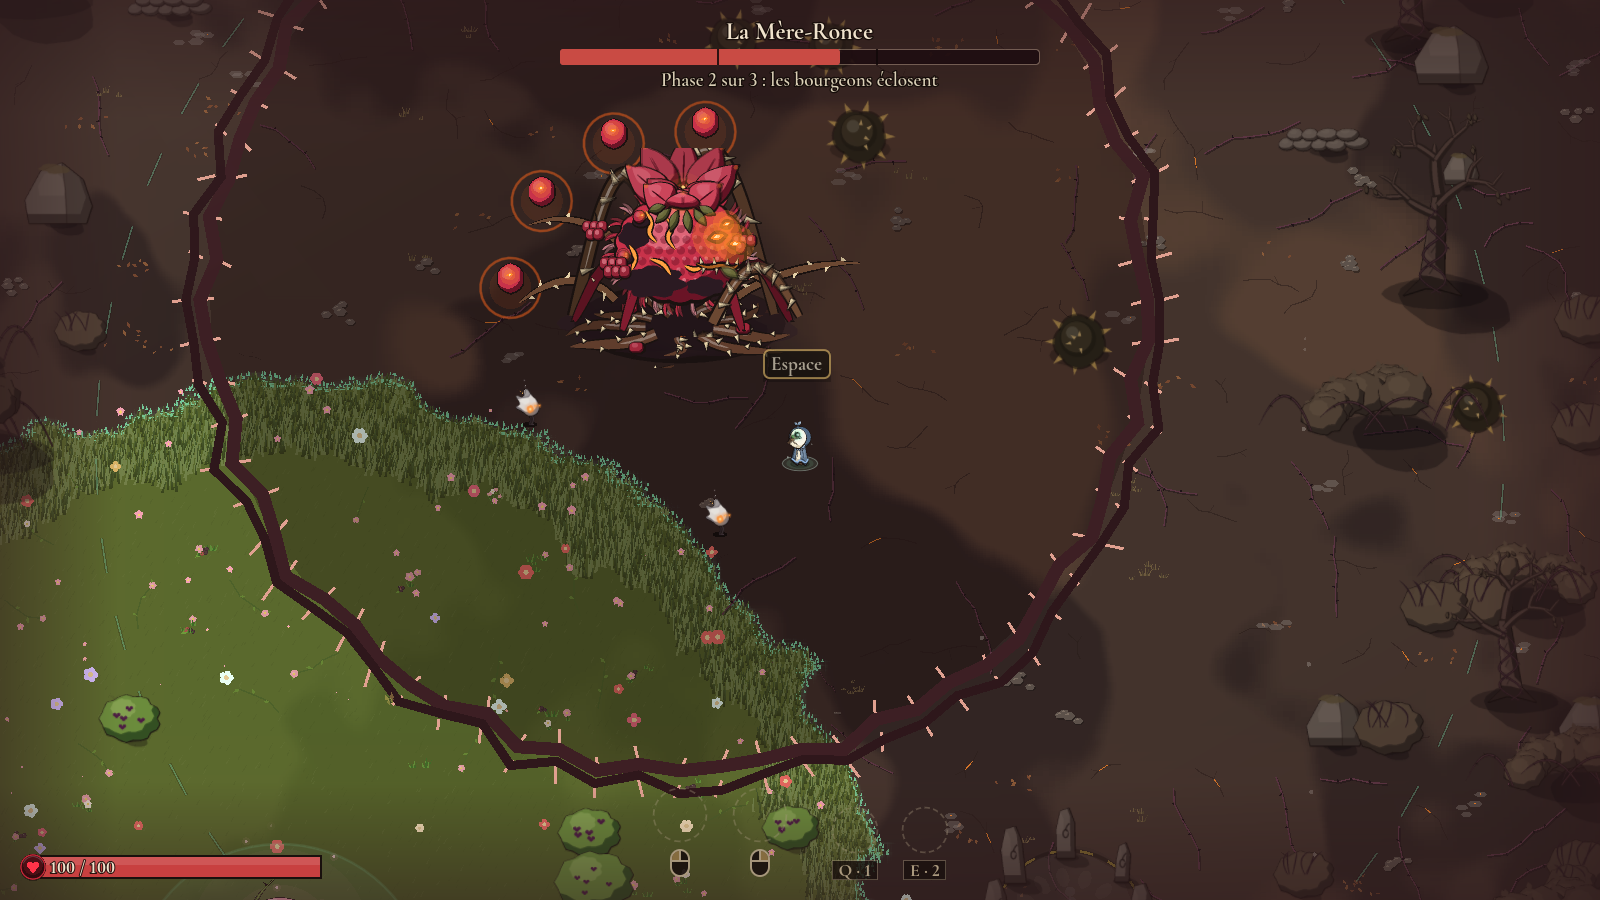 La Mère-Ronce
Phase 2 sur 3 : les bourgeons éclosent
Espace
100 / 100
Q · 1
E · 2